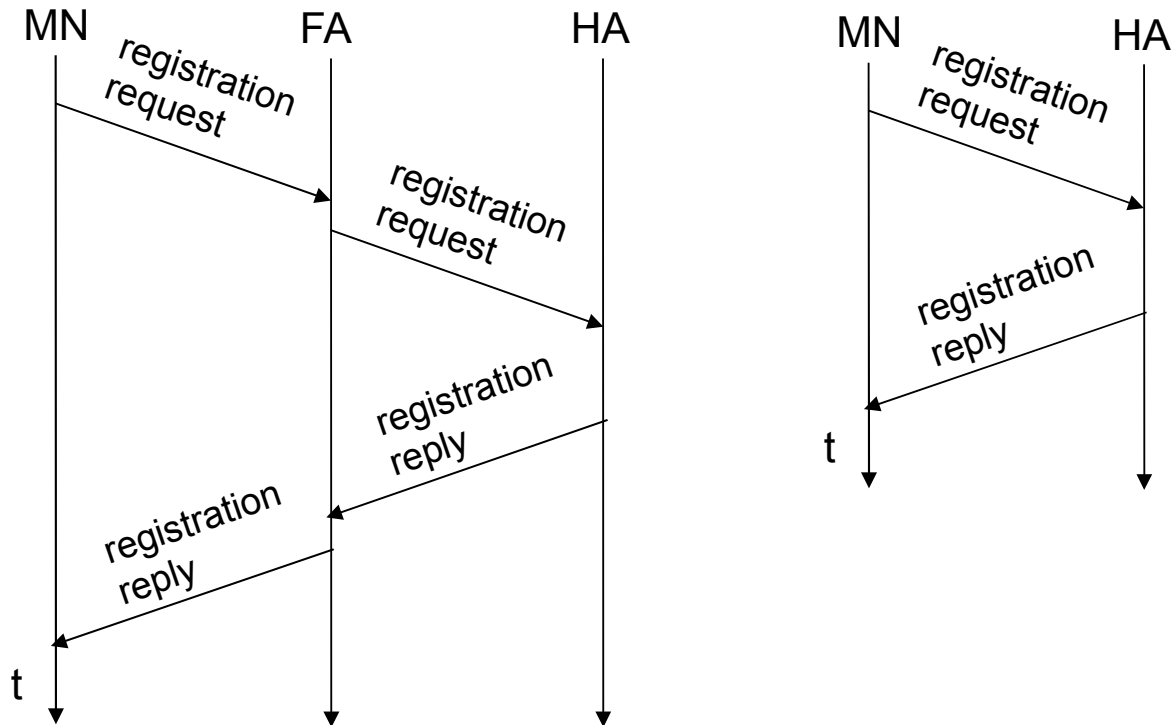 MN
FA
HA
registration
request
registration
request
registration
reply
registration
reply
t
MN
HA
registration
request
registration
reply
t